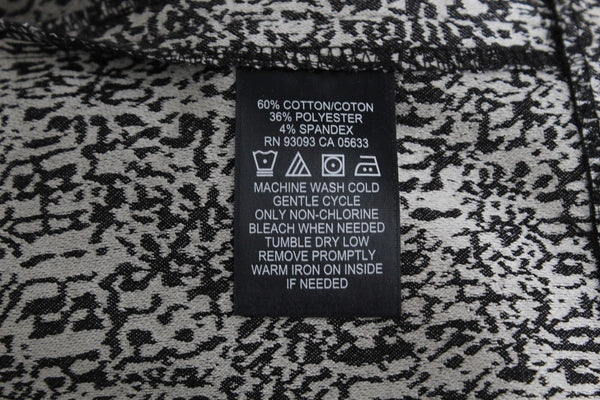 60% COTTON/COTON
36% POLYESTER
4% SPANDEX
RN 93093 CA 05633
MACHINE WASH COLD
GENTLE CYCLE
ONLY NON-CHLORINE
BLEACH WHEN NEEDED
TUMBLE DRY LOW
REMOVE PROMPTLY
WARM IRON ON INSIDE
IF NEEDED